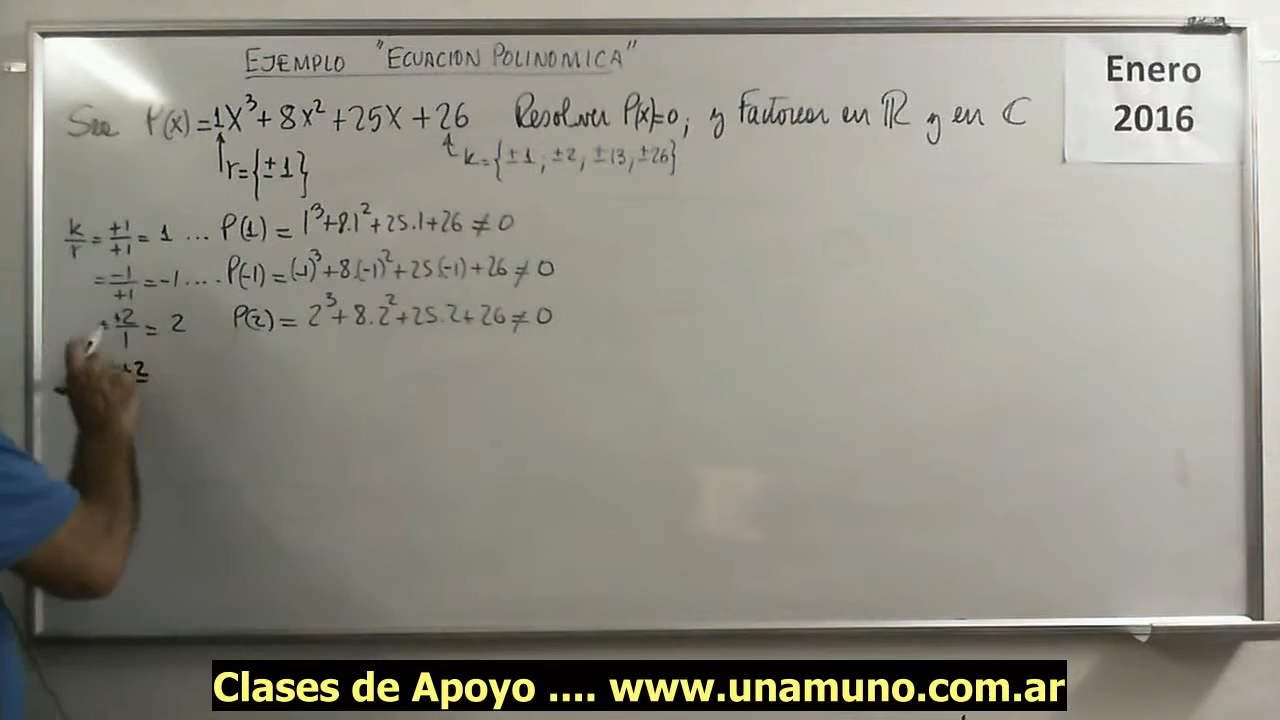 EJEMPLO "ECUACION POLINOMICA"
Enero
2016
Sea P(x) = 1X³ + 8X² + 25X + 26 Resolver P(x)=0; y Factorear en ℝ y en ℂ
r = {±1} k = {±1; ±2; ±13; ±26}
k/r = +1/+1 = 1 ... P(1) = 1³ + 8.1² + 25.1 + 26 ≠ 0
= -1/+1 = -1 .... P(-1) = (-1)³ + 8(-1)² + 25(-1) + 26 ≠ 0
= +2/1 = 2 P(2) = 2³ + 8.2² + 25.2 + 26 ≠ 0
2
Clases de Apoyo .... www.unamuno.com.ar